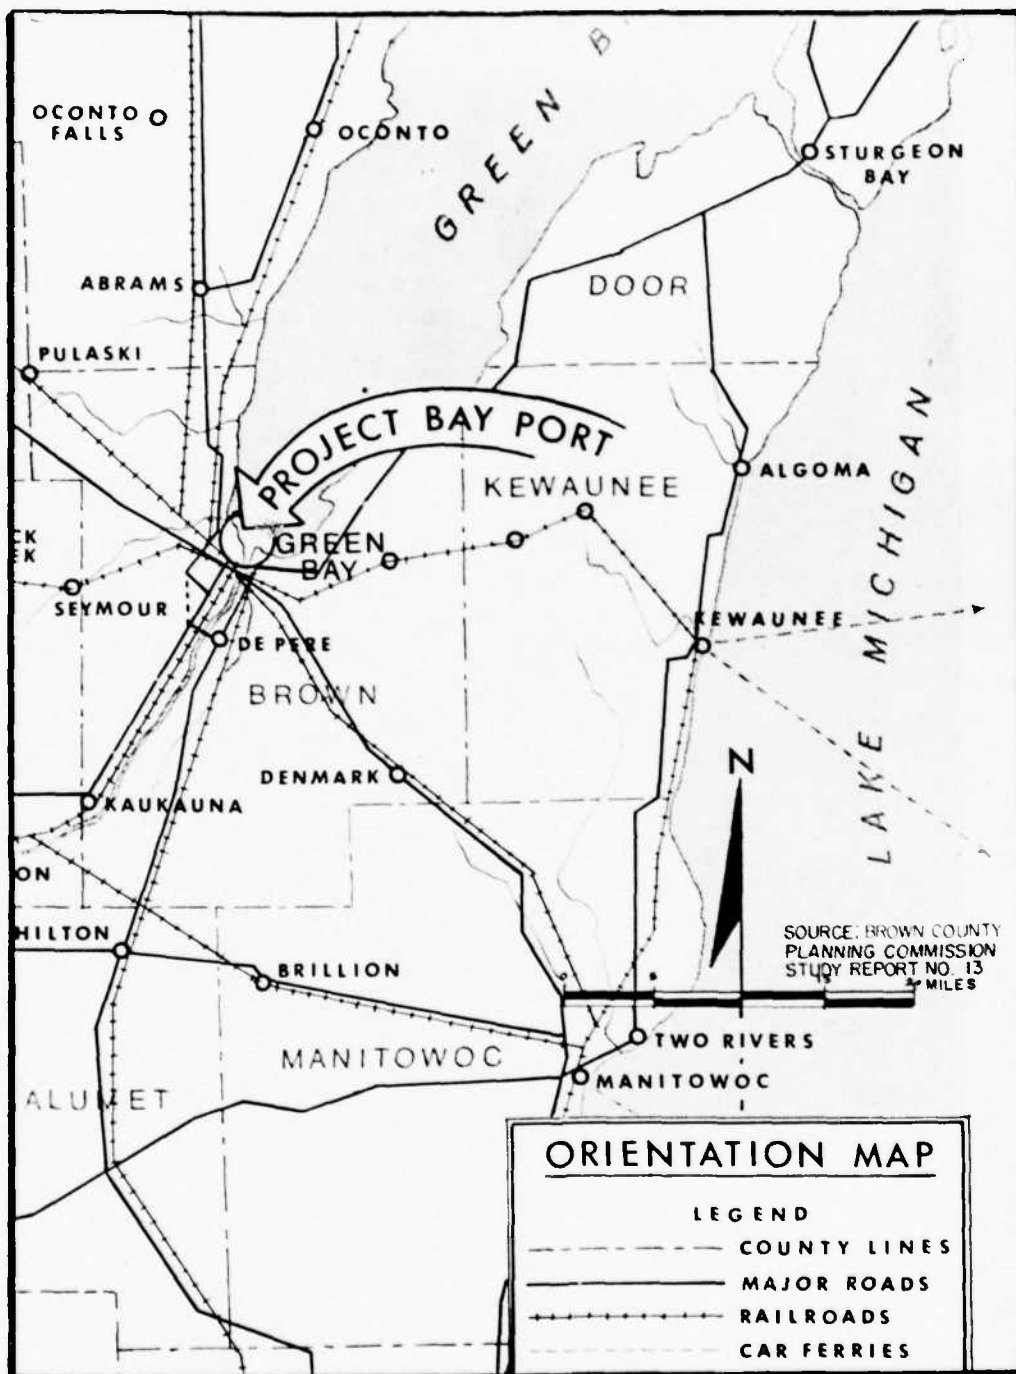 OCONTO
FALLS
OCONTO
GREEN B
STURGEON
BAY
ABRAMS
DOOR
PULASKI
PROJECT BAY PORT
ALGOMA
KEWAUNEE
CK
EK
GREEN
BAY
SEYMOUR
KEWAUNEE
LAKE MICHIGAN
DE PERE
BROWN
N
DENMARK
KAUKAUNA
ON
HILTON
BRILLION
SOURCE: BROWN COUNTY
PLANNING COMMISSION
STUDY REPORT NO. 13
MILES
TWO RIVERS
MANITOWOC
MANITOWOC
ALUMET
ORIENTATION MAP
LEGEND
COUNTY LINES
MAJOR ROADS
RAILROADS
CAR FERRIES